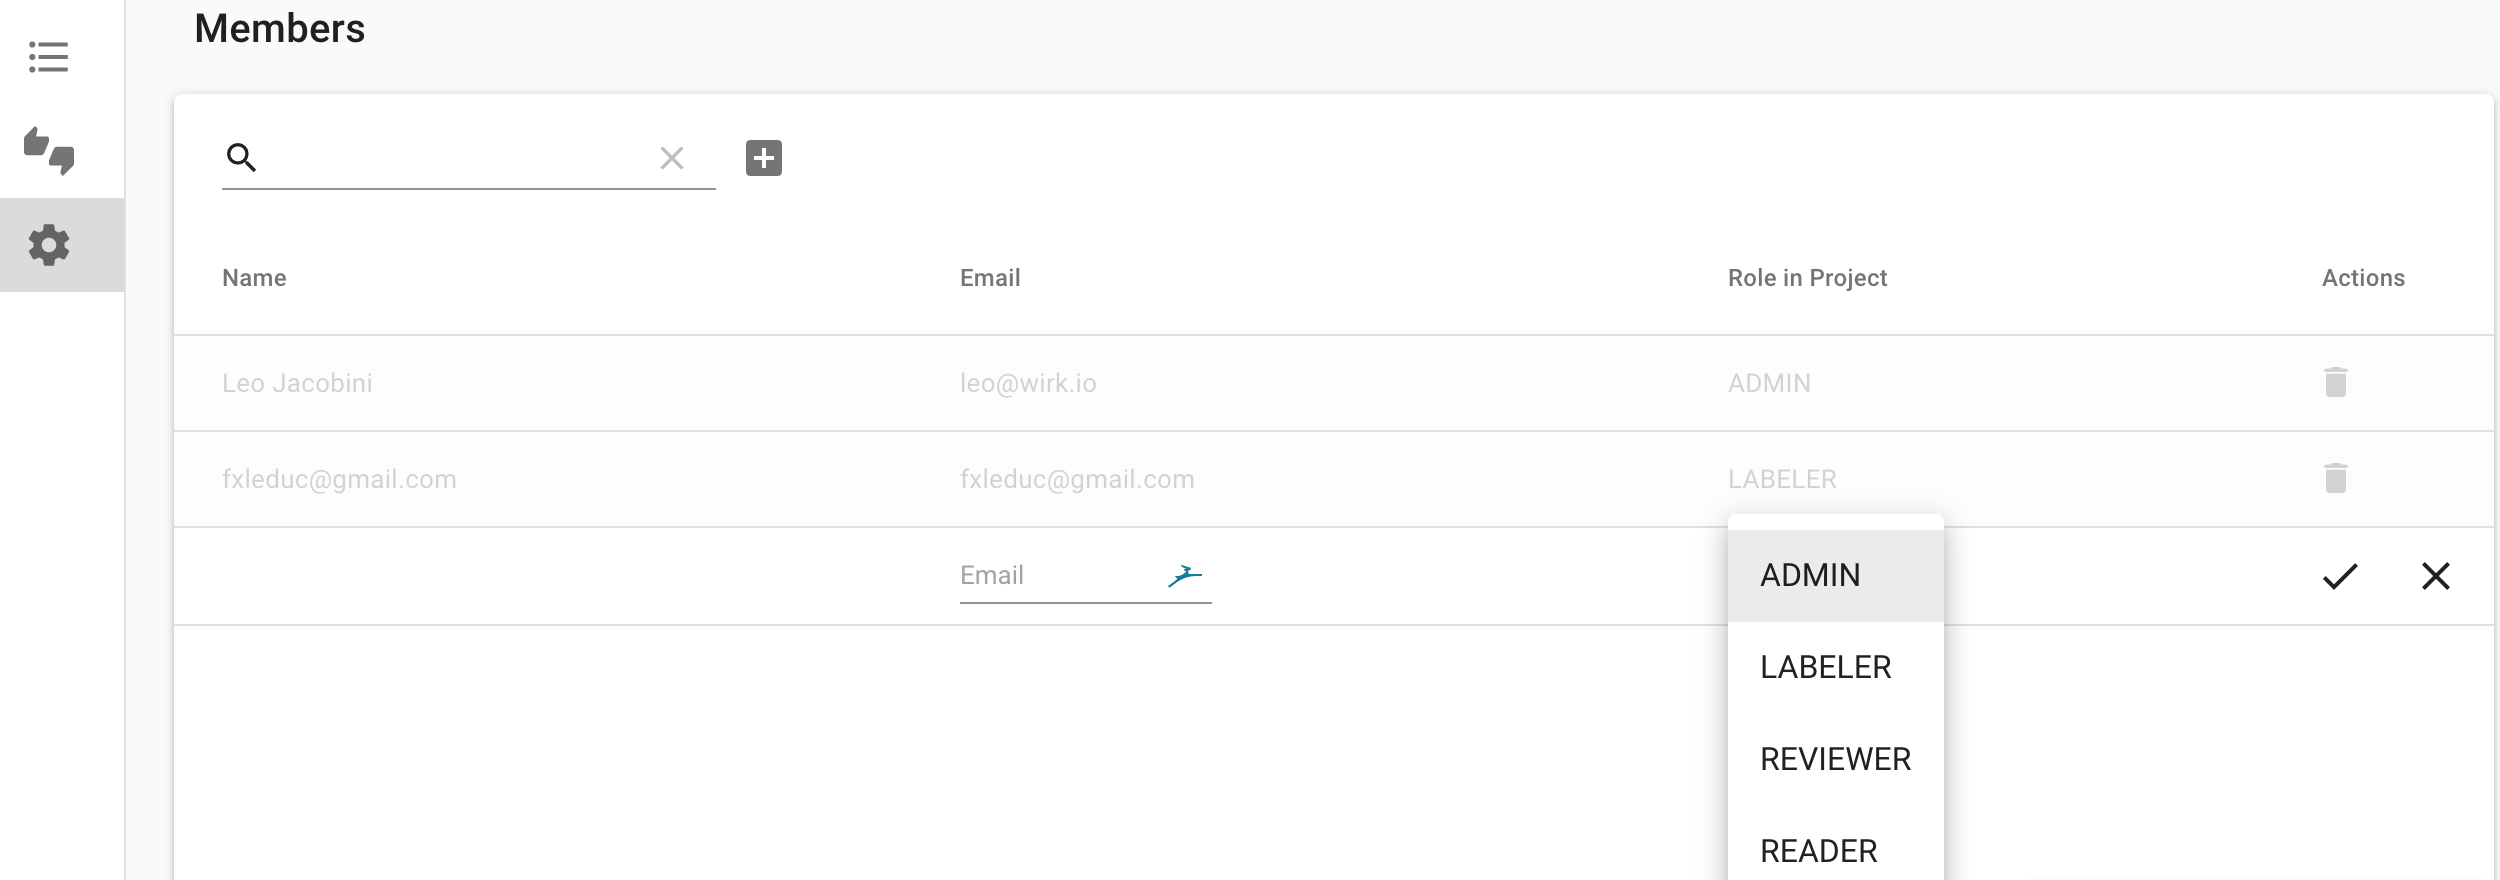 Members
Name Email Role in Project Actions
Leo Jacobini leo@wirk.io ADMIN
fxleduc@gmail.com fxleduc@gmail.com LABELER
Email ADMIN
LABELER
REVIEWER
READER